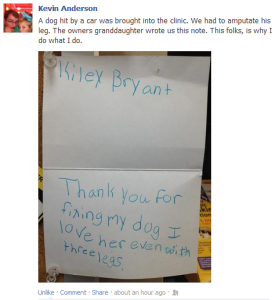 Kevin Anderson
A dog hit by a car was brought into the clinic. We had to amputate his
leg. The owners granddaughter wrote us this note. This folks, is why I
do what I do.
Kiley Bryant
Thank you for
fixing my dog I
love her even with
three legs.
Unlike · Comment · Share · about an hour ago ·